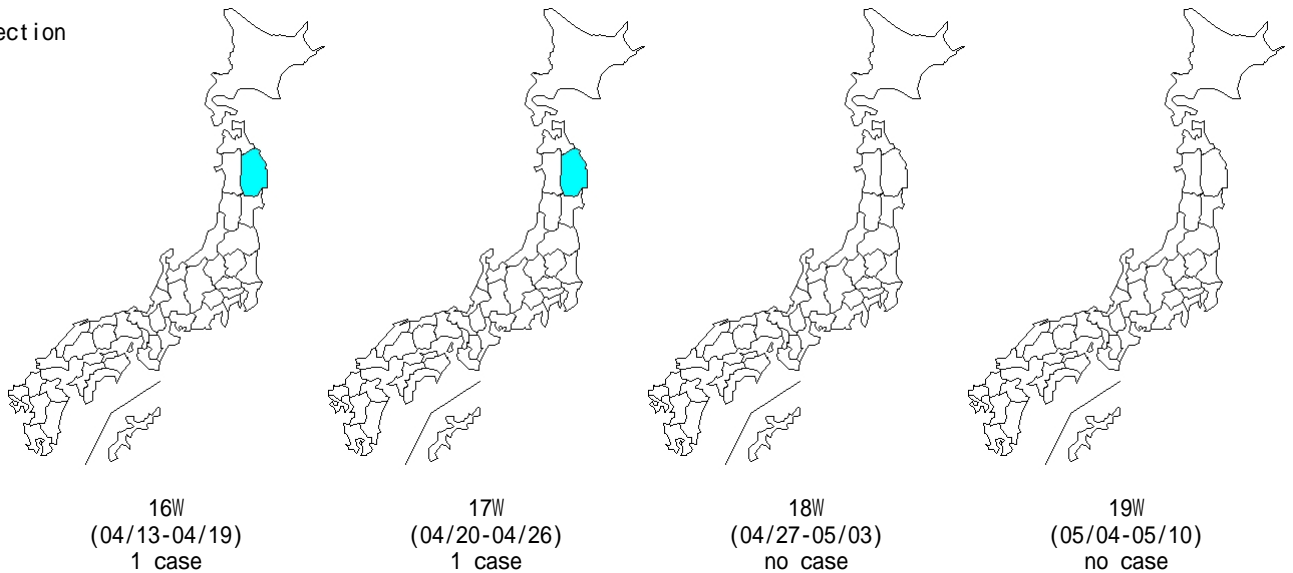 ection
16W
(04/13-04/19)
1 case
17W
(04/20-04/26)
1 case
18W
(04/27-05/03)
no case
19W
(05/04-05/10)
no case